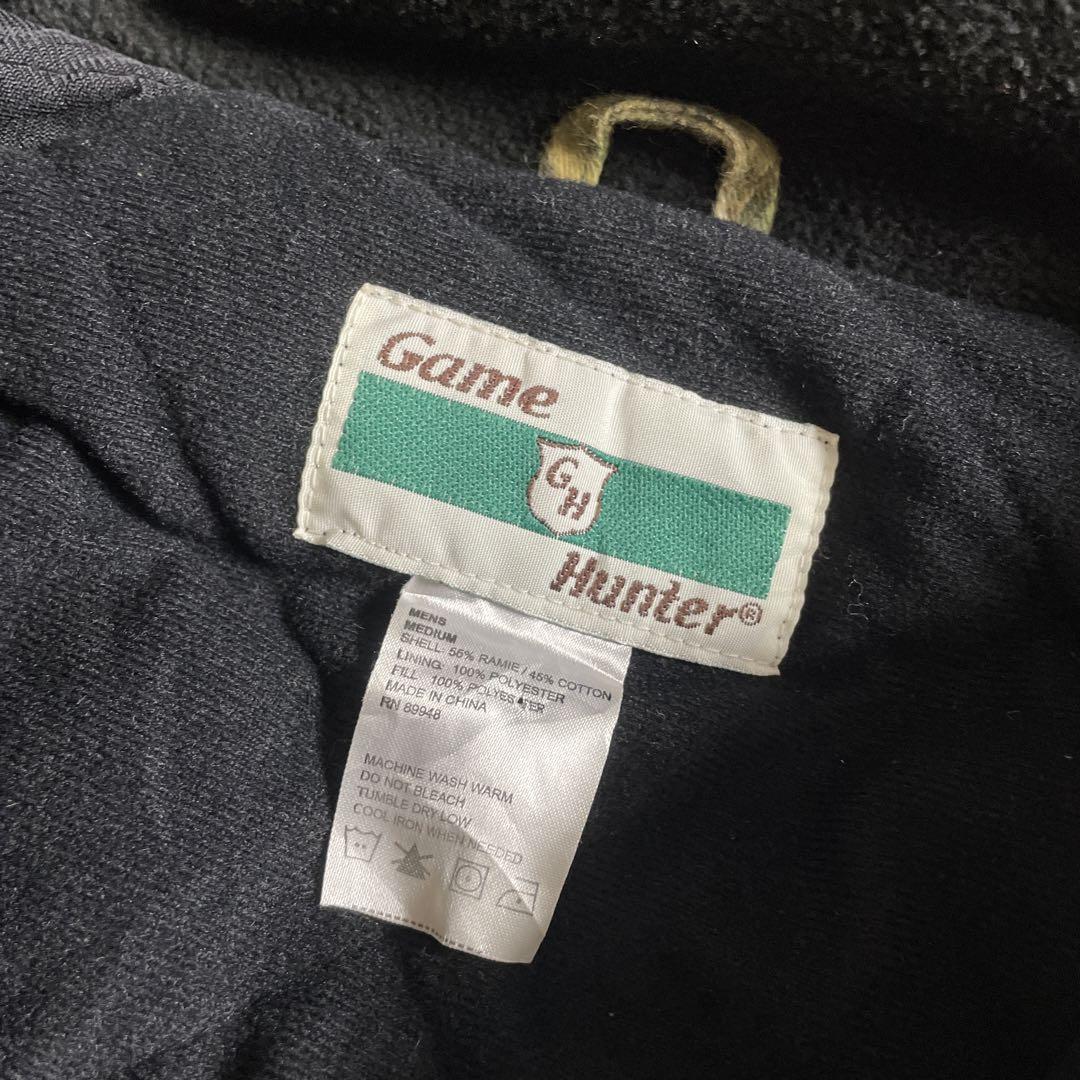 Game
GH
Hunter®
MENS
MEDIUM
SHELL: 55% RAMIE / 45% COTTON
LINING: 100% POLYESTER
FILL: 100% POLYESTER
MADE IN CHINA
RN 89948
MACHINE WASH WARM
DO NOT BLEACH
TUMBLE DRY LOW
COOL IRON WHEN NEEDED